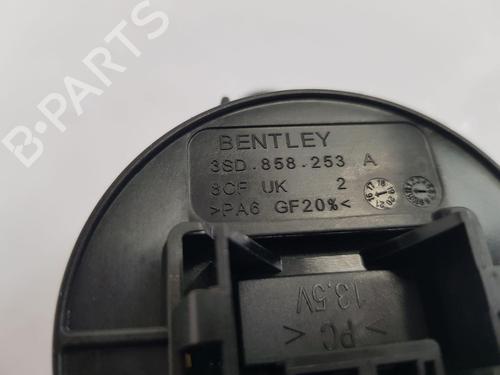 BENTLEY
3SD.858.253 A
8CF UK 2
>PA6 GF20%<
>PC<
13,5V
B-PARTS